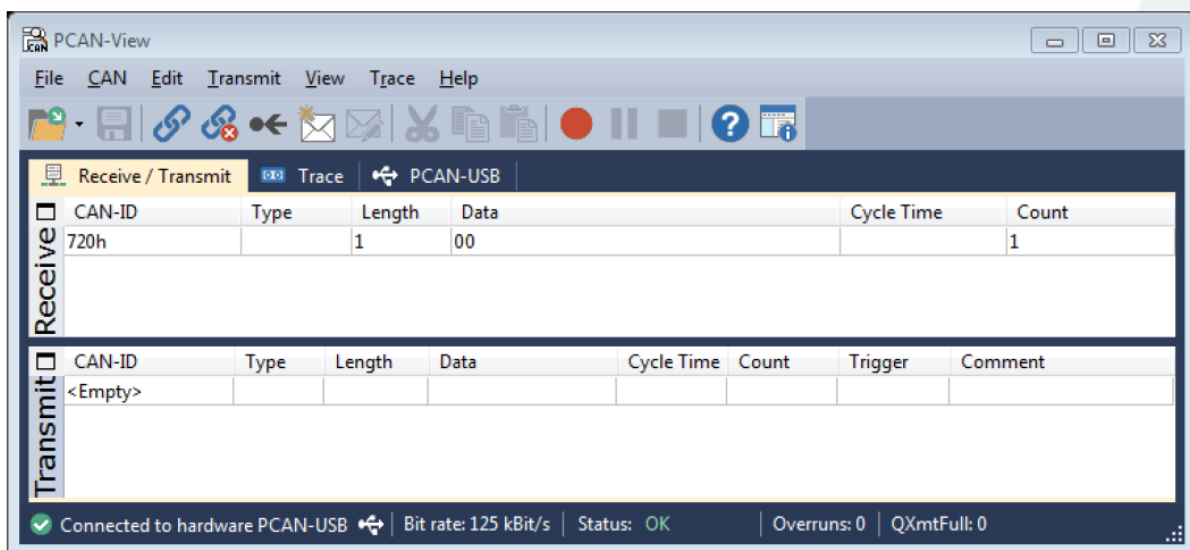 PCAN-View
File CAN Edit Transmit View Trace Help
Receive / Transmit Trace PCAN-USB
CAN-ID Type Length Data Cycle Time Count
720h 1 00 1
Receive
CAN-ID Type Length Data Cycle Time Count Trigger Comment
<Empty>
Transmit
Connected to hardware PCAN-USB Bit rate: 125 kBit/s Status: OK Overruns: 0 QXmtFull: 0